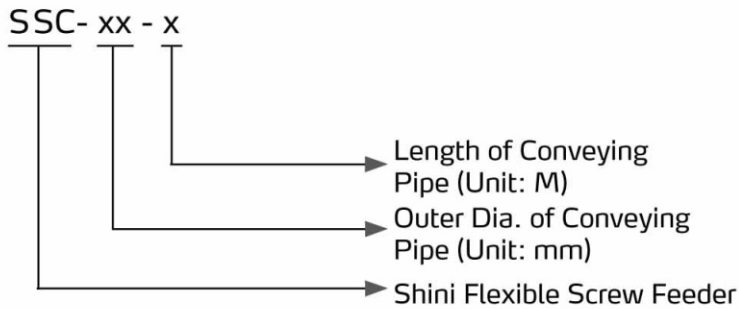 SSC- xx - x
Length of Conveying
Pipe (Unit: M)
Outer Dia. of Conveying
Pipe (Unit: mm)
Shini Flexible Screw Feeder